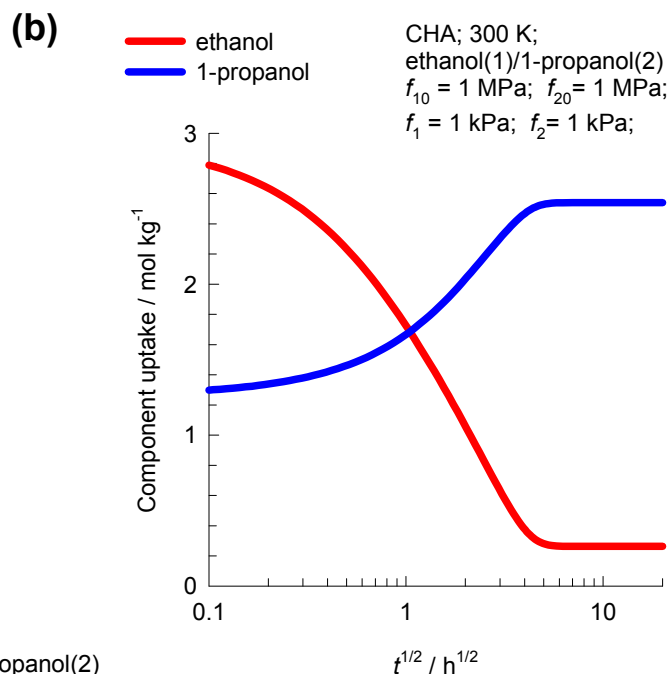 (b)
ethanol
1-propanol
CHA; 300 K;
ethanol(1)/1-propanol(2)
f10 = 1 MPa; f20= 1 MPa;
f1 = 1 kPa; f2= 1 kPa;
Component uptake / mol kg-1
3
2
1
0
0.1
1
10
t1/2 / h1/2
opanol(2)